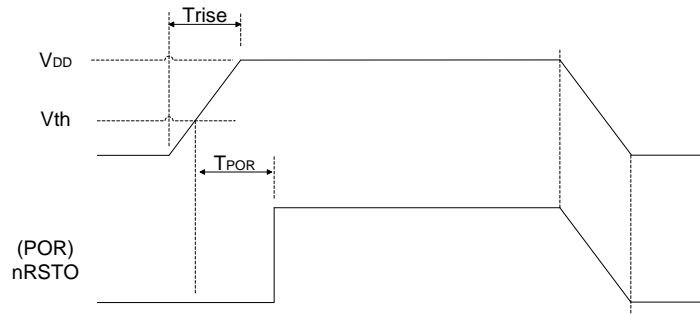 Trise
VDD
Vth
TPOR
(POR)
nRSTO